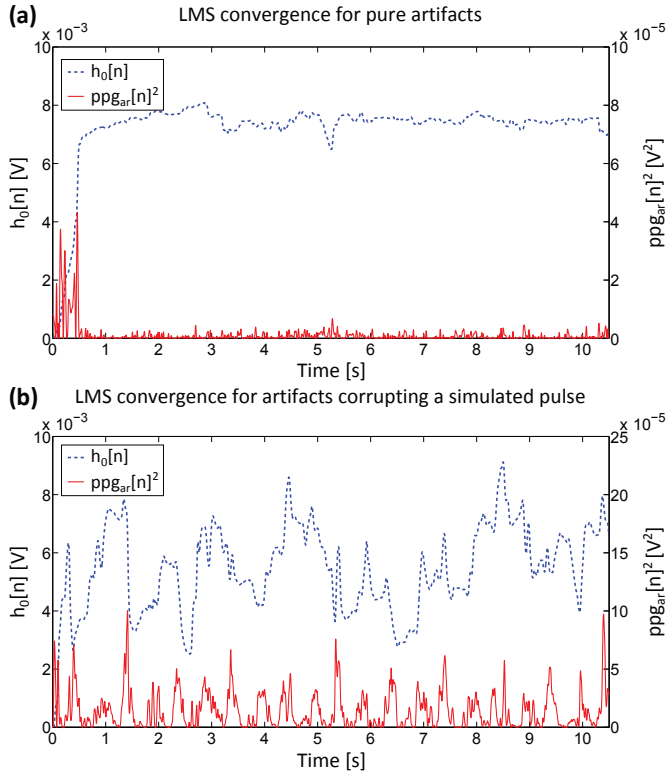 (a) LMS convergence for pure artifacts
x 10⁻³ x 10⁻⁵
h₀[n]
ppgₐᵣ[n]²
10 10
8 8
6 6
4 4
2 2
0 0
h₀[n] [V]
ppgₐᵣ[n]² [V²]
0 1 2 3 4 5 6 7 8 9 10
Time [s]
(b) LMS convergence for artifacts corrupting a simulated pulse
x 10⁻³ x 10⁻⁵
h₀[n]
ppgₐᵣ[n]²
10 25
8 20
6 15
4 10
2 5
0 0
h₀[n] [V]
ppgₐᵣ[n]² [V²]
0 1 2 3 4 5 6 7 8 9 10
Time [s]